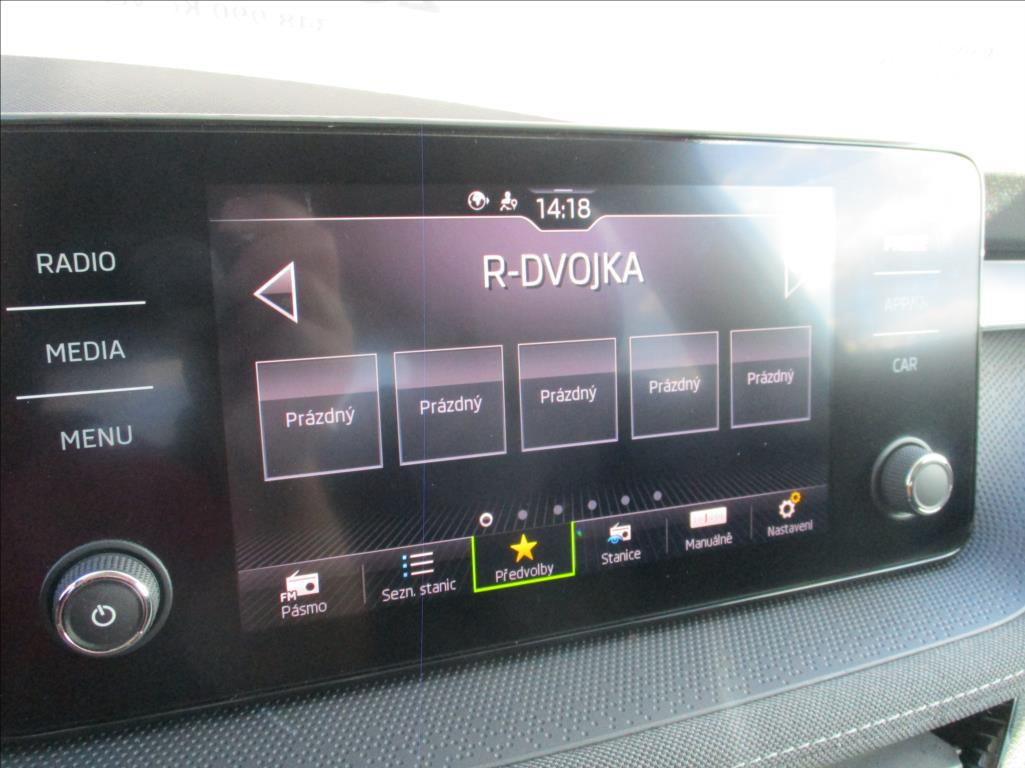 14:18
R-DVOJKA
RADIO
MEDIA
MENU
CAR
Prázdný
Prázdný
Prázdný
Prázdný
Prázdný
FM
Pásmo
Sezn. stanic
Předvolby
Stanice
Manuálně
Nastavení